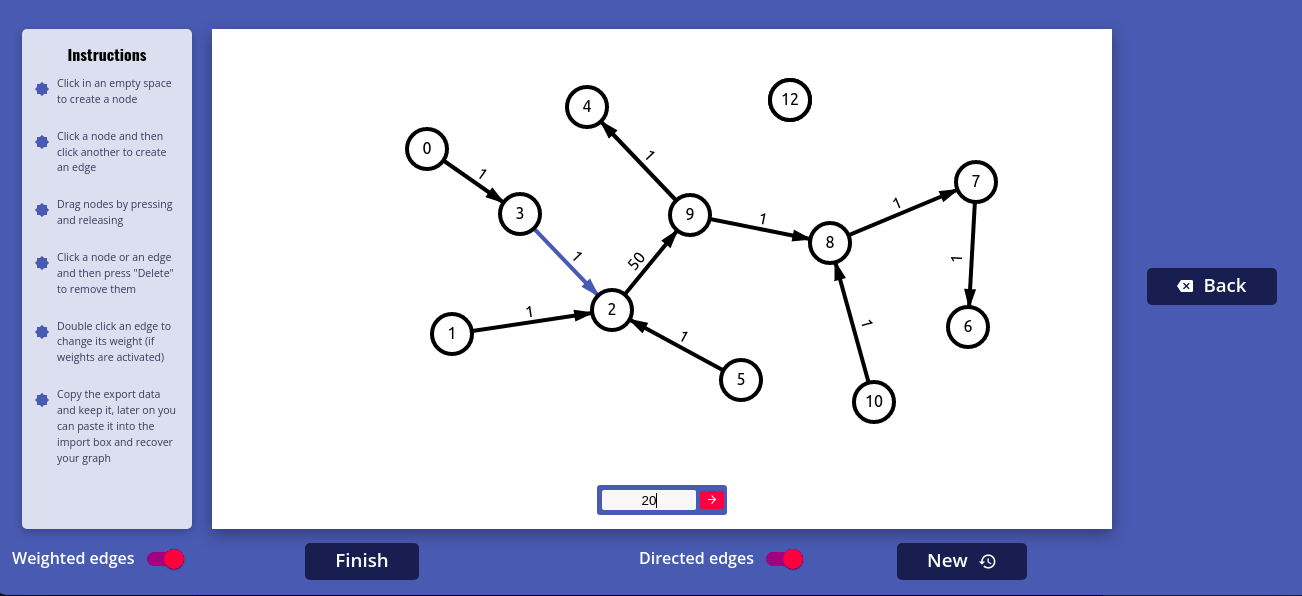 Instructions
Click in an empty space
to create a node
Click a node and then
click another to create
an edge
Drag nodes by pressing
and releasing
Click a node or an edge
and then press "Delete"
to remove them
Double click an edge to
change its weight (if
weights are activated)
Copy the export data
and keep it, later on you
can paste it into the
import box and recover
your graph
4
12
0
1
1
3
1
9
1
7
1
8
1
50
1
2
1
1
6
1
1
5
1
10
20
Back
Weighted edges
Finish
Directed edges
New